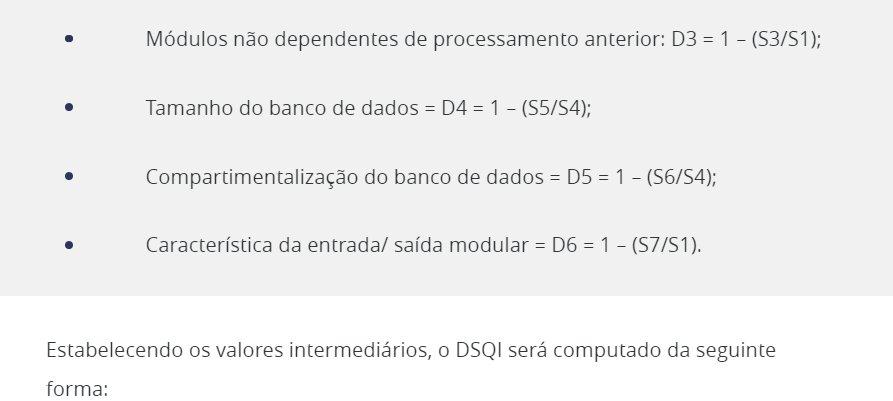 • Módulos não dependentes de processamento anterior: D3 = 1 – (S3/S1);
• Tamanho do banco de dados = D4 = 1 – (S5/S4);
• Compartimentalização do banco de dados = D5 = 1 – (S6/S4);
• Característica da entrada/ saída modular = D6 = 1 – (S7/S1).
Estabelecendo os valores intermediários, o DSQI será computado da seguinte
forma: